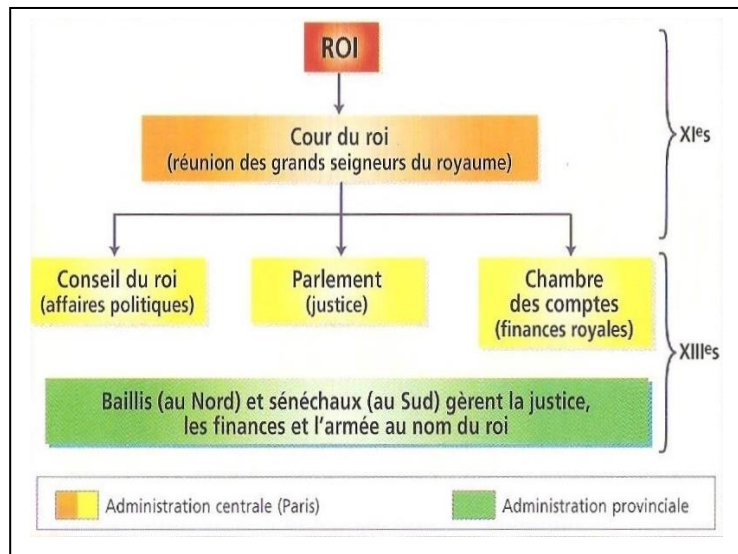 ROI
Cour du roi
(réunion des grands seigneurs du royaume)
XIᵉs
Conseil du roi
(affaires politiques)
Parlement
(justice)
Chambre
des comptes
(finances royales)
XIIIᵉs
Baillis (au Nord) et sénéchaux (au Sud) gèrent la justice,
les finances et l'armée au nom du roi
Administration centrale (Paris)
Administration provinciale